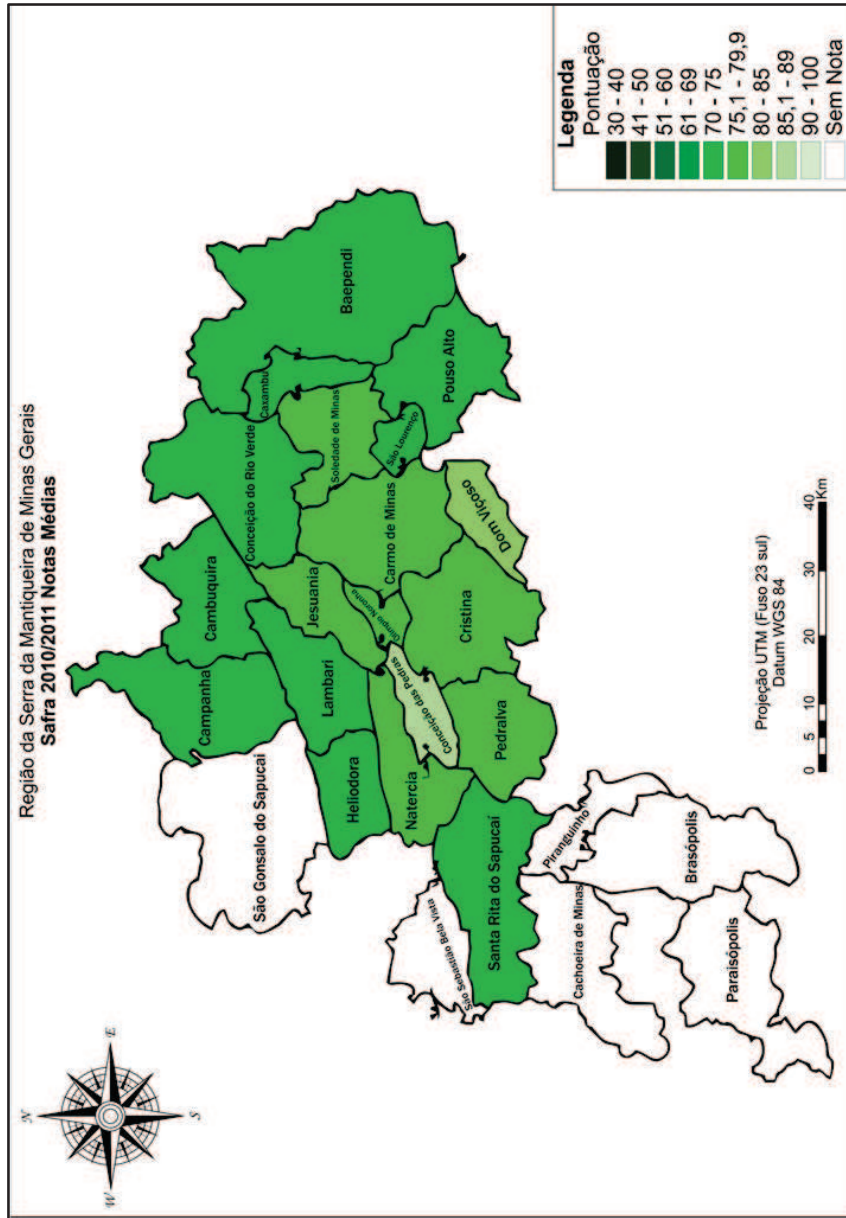 Região da Serra da Mantiqueira de Minas Gerais
Safra 2010/2011 Notas Médias
N
E
S
W
Campanha
Cambuquira
São Gonsalo do Sapucai
Conceição do Rio Verde
Caxambu
Baependi
Lambari
Heliodora
Jesuania
Soledade de Minas
São Lourenço
Pouso Alto
Carmo de Minas
Olimpio Noronha
Natercia
Conceição das Pedras
Cristina
Dom Viçoso
Pedralva
São Sebastião Bela Vista
Santa Rita do Sapucaí
Piranguinho
Cachoeira de Minas
Brasópolis
Paraisópolis
0 5 10 20 30 40
Km
Projeção UTM (Fuso 23 sul)
Datum WGS 84
Legenda
Pontuação
30 - 40
41 - 50
51 - 60
61 - 69
70 - 75
75,1 - 79,9
80 - 85
85,1 - 89
90 - 100
Sem Nota